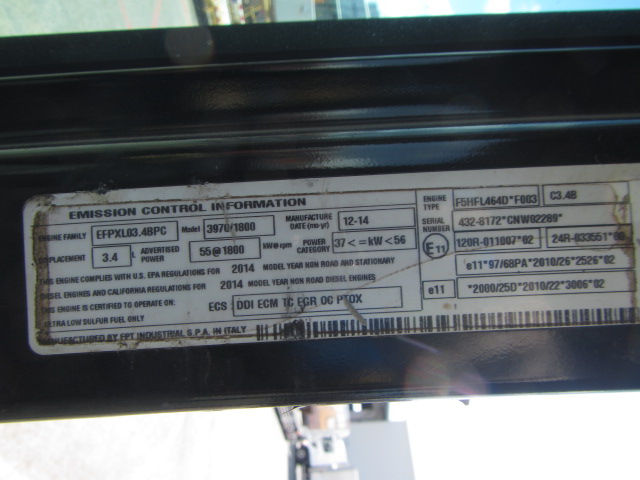 EMISSION CONTROL INFORMATION
ENGINE FAMILY EFPXL03.4BPC Model 3970/1800 MANUFACTURE DATE (mo-yr) 12-14
DISPLACEMENT 3.4 L ADVERTISED POWER 55@1800 kW@rpm POWER CATEGORY 37<=kW<56
THIS ENGINE COMPLIES WITH U.S. EPA REGULATIONS FOR 2014 MODEL YEAR NON ROAD AND STATIONARY
DIESEL ENGINES AND CALIFORNIA REGULATIONS FOR 2014 MODEL YEAR NON ROAD DIESEL ENGINES.
THIS ENGINE IS CERTIFIED TO OPERATE ON: ECS: DDI ECM TC EGR OC PTOX
ULTRA LOW SULFUR FUEL ONLY
MANUFACTURED BY FPT INDUSTRIAL S.P.A. IN ITALY
ENGINE TYPE F5HFL464D*F003 C3.4B
SERIAL NUMBER 432-8172*CNW02289*
E11 120R-011007*02 24R-033551*00
e11*97/68PA*2010/26*2526*02
e11 *2000/25D*2010/22*3006*02